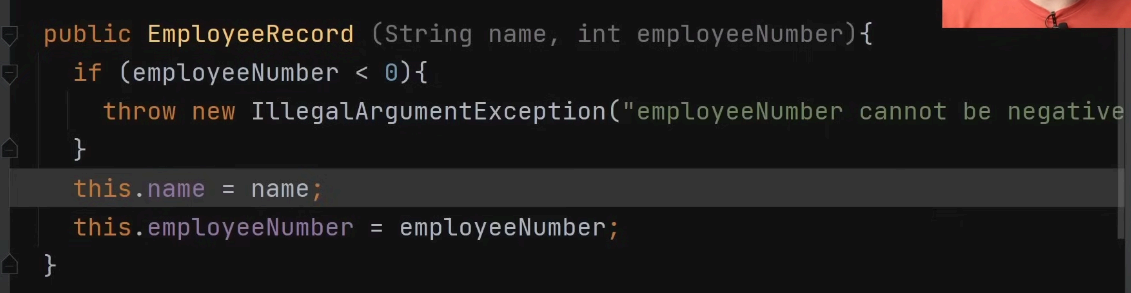 public EmployeeRecord (String name, int employeeNumber){
if (employeeNumber < 0){
throw new IllegalArgumentException("employeeNumber cannot be negative
}
this.name = name;
this.employeeNumber = employeeNumber;
}